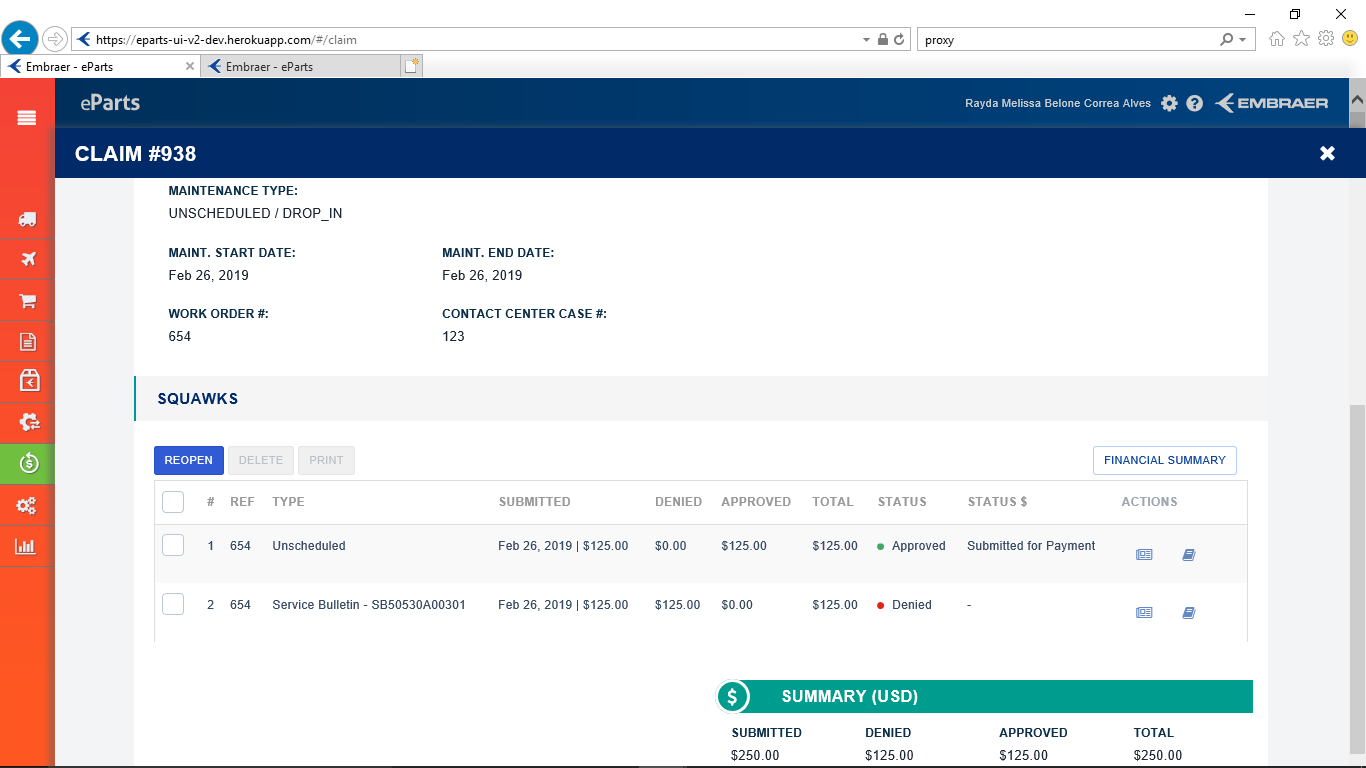 https://eparts-ui-v2-dev.herokuapp.com/#/claim
proxy
Embraer - eParts
Embraer - eParts
eParts
Rayda Melissa Belone Correa Alves
EMBRAER
CLAIM #938
MAINTENANCE TYPE:
UNSCHEDULED / DROP_IN
MAINT. START DATE: MAINT. END DATE:
Feb 26, 2019 Feb 26, 2019
WORK ORDER #: CONTACT CENTER CASE #:
654 123
SQUAWKS
REOPEN DELETE PRINT FINANCIAL SUMMARY
# REF TYPE SUBMITTED DENIED APPROVED TOTAL STATUS STATUS $ ACTIONS
1 654 Unscheduled Feb 26, 2019 | $125.00 $0.00 $125.00 $125.00 Approved Submitted for Payment
2 654 Service Bulletin - SB50530A00301 Feb 26, 2019 | $125.00 $125.00 $0.00 $125.00 Denied -
$ SUMMARY (USD)
SUBMITTED DENIED APPROVED TOTAL
$250.00 $125.00 $125.00 $250.00